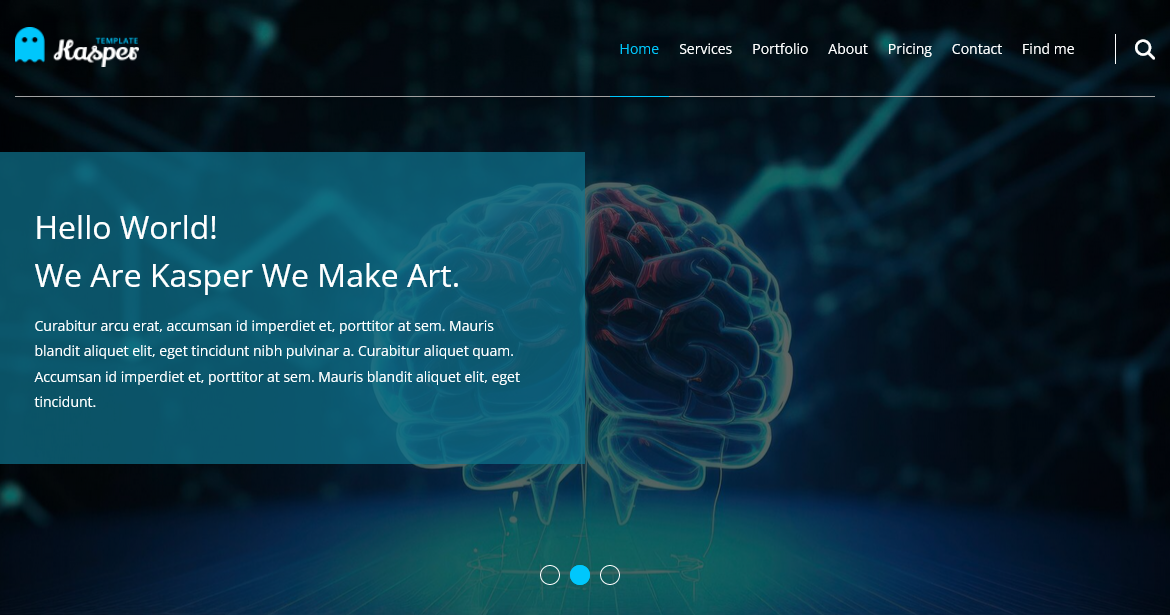 TEMPLATE
Kasper
Home Services Portfolio About Pricing Contact Find me
Hello World!
We Are Kasper We Make Art.
Curabitur arcu erat, accumsan id imperdiet et, porttitor at sem. Mauris
blandit aliquet elit, eget tincidunt nibh pulvinar a. Curabitur aliquet quam.
Accumsan id imperdiet et, porttitor at sem. Mauris blandit aliquet elit, eget
tincidunt.